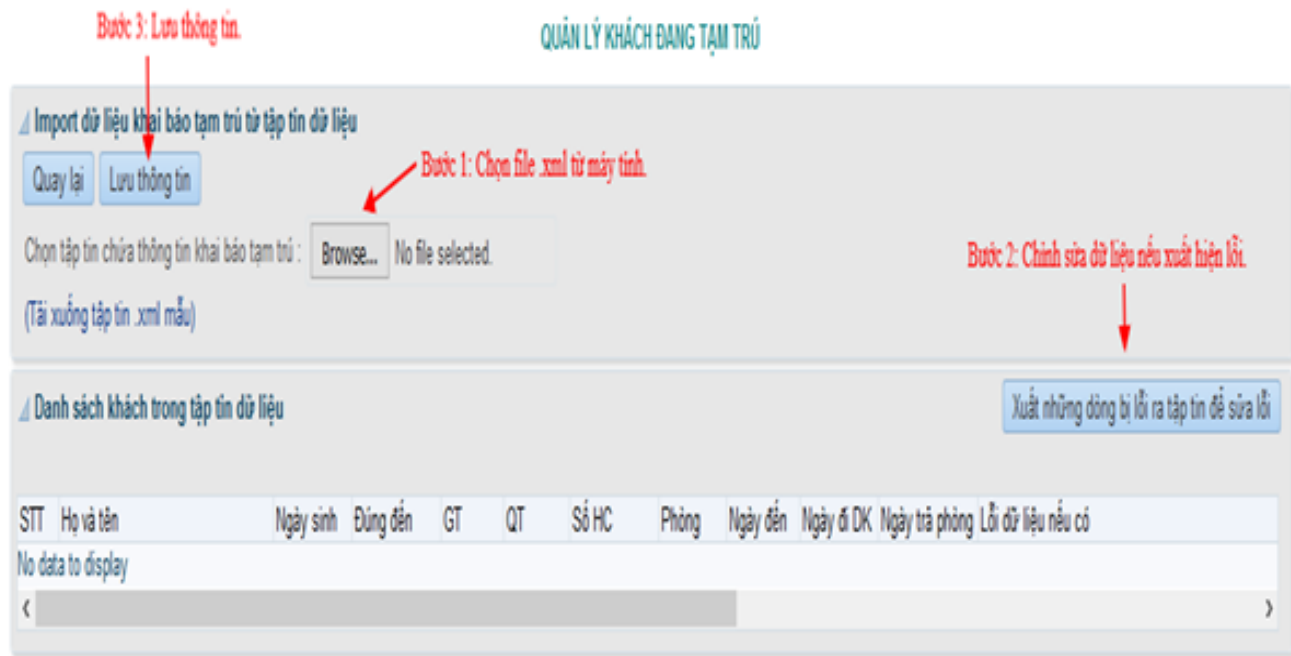 Bước 3: Lưu thông tin.
QUẢN LÝ KHÁCH ĐANG TẠM TRÚ
Import dữ liệu khai báo tạm trú từ tập tin dữ liệu
Quay lại Lưu thông tin
Bước 1: Chọn file .xml từ máy tính.
Chọn tập tin chứa thông tin khai báo tạm trú : Browse... No file selected.
Bước 2: Chỉnh sửa dữ liệu nếu xuất hiện lỗi.
(Tải xuống tập tin .xml mẫu)
Danh sách khách trong tập tin dữ liệu
Xuất những dòng bị lỗi ra tập tin để sửa lỗi
STT Họ và tên Ngày sinh Đúng đến GT QT Số HC Phòng Ngày đến Ngày đi DK Ngày trả phòng Lỗi dữ liệu nếu có
No data to display